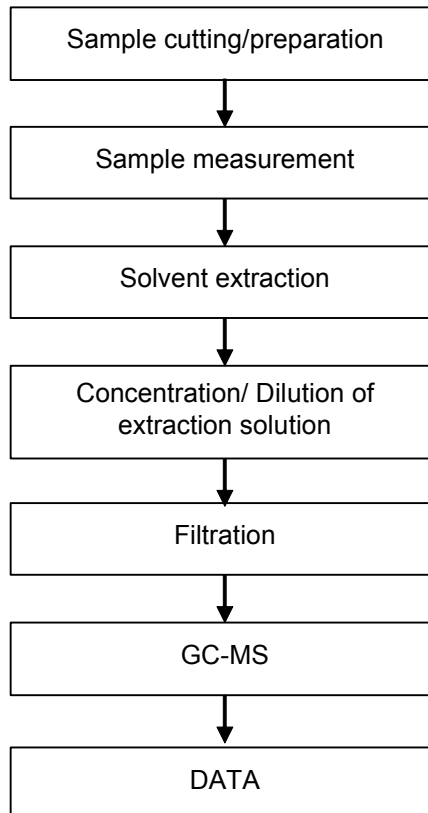 Sample cutting/preparation
Sample measurement
Solvent extraction
Concentration/ Dilution of
extraction solution
Filtration
GC-MS
DATA